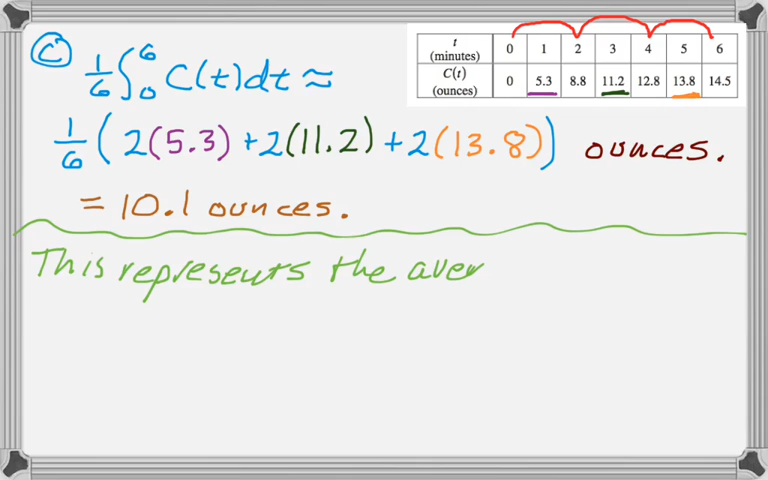 C
1/6 ∫₀⁶ C(t)dt ≈
t (minutes) 0 1 2 3 4 5 6
C(t) (ounces) 0 5.3 8.8 11.2 12.8 13.8 14.5
1/6 (2(5.3) + 2(11.2) + 2(13.8)) ounces.
= 10.1 ounces.
This represents the aver